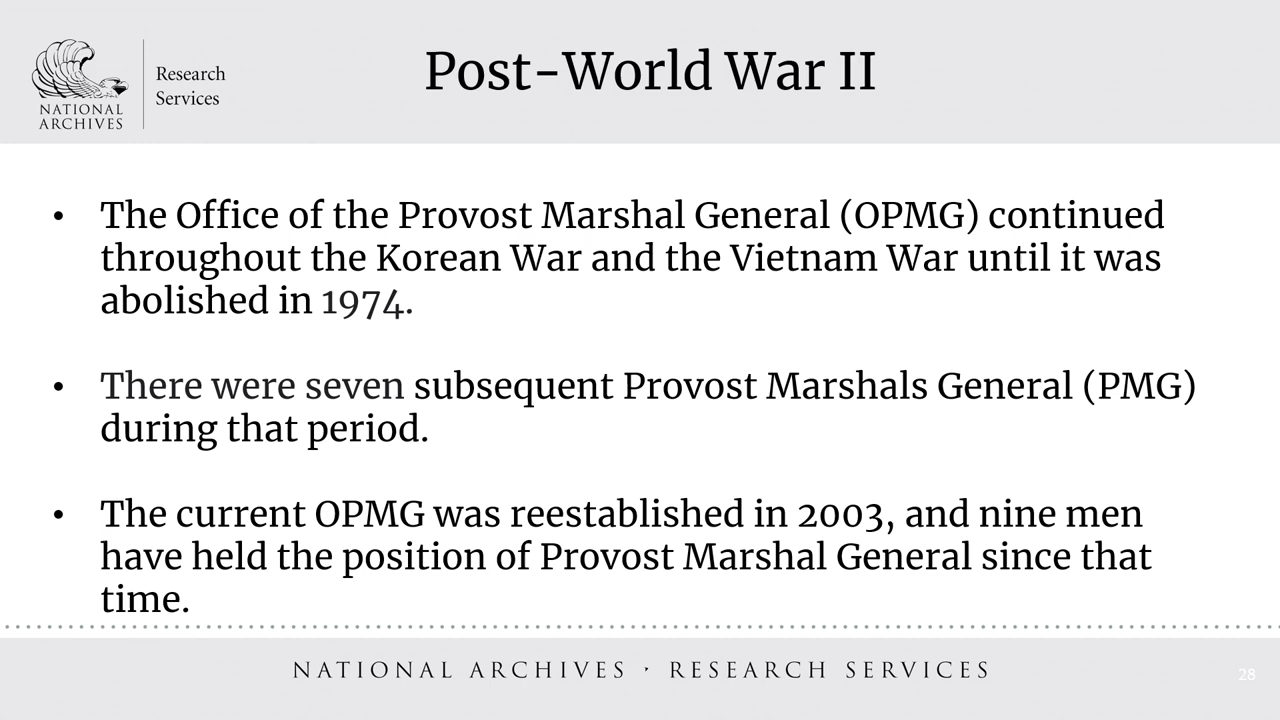 NATIONAL
ARCHIVES
Research
Services
Post-World War II
• The Office of the Provost Marshal General (OPMG) continued
throughout the Korean War and the Vietnam War until it was
abolished in 1974.
• There were seven subsequent Provost Marshals General (PMG)
during that period.
• The current OPMG was reestablished in 2003, and nine men
have held the position of Provost Marshal General since that
time.
NATIONAL ARCHIVES · RESEARCH SERVICES
28